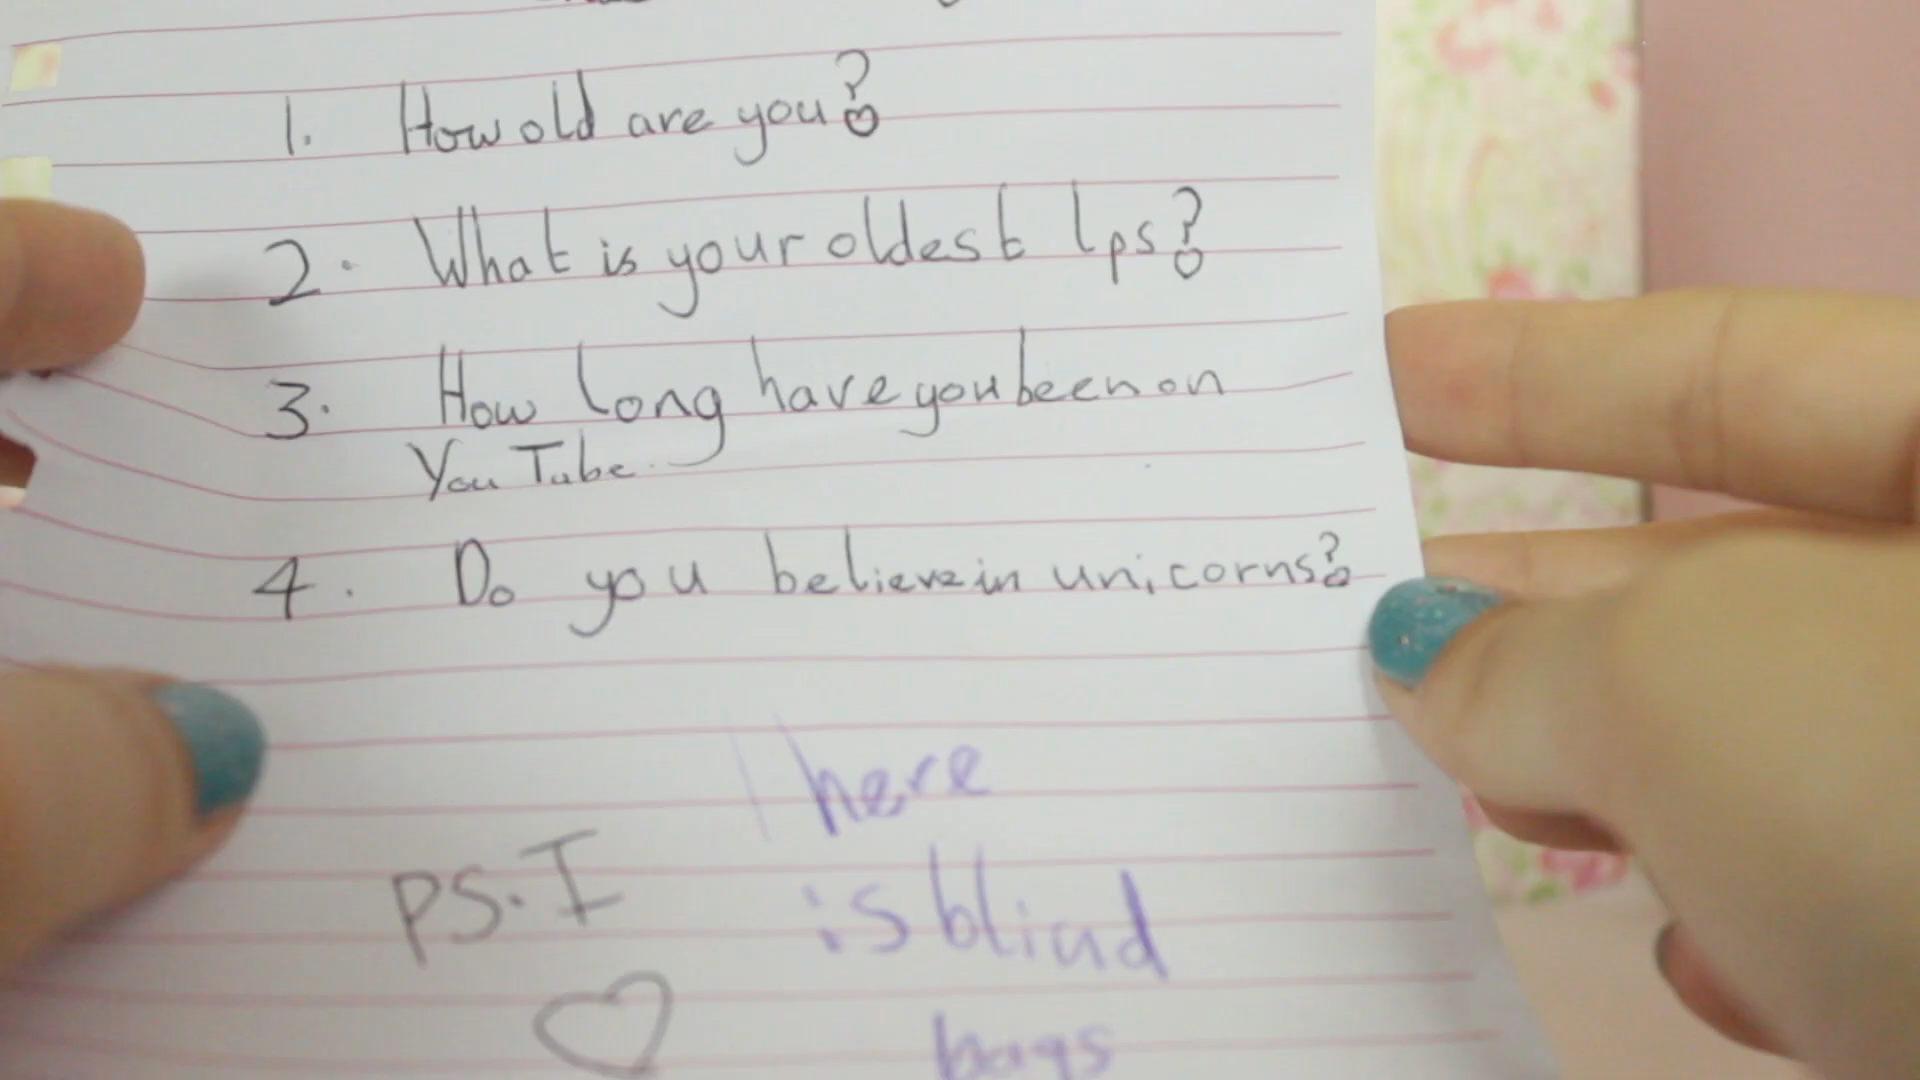 1. How old are you?
2. What is your oldest lps?
3. How long have you been on
YouTube.
4. Do you believe in unicorns?
here
PS. I
is blind
♡
bags